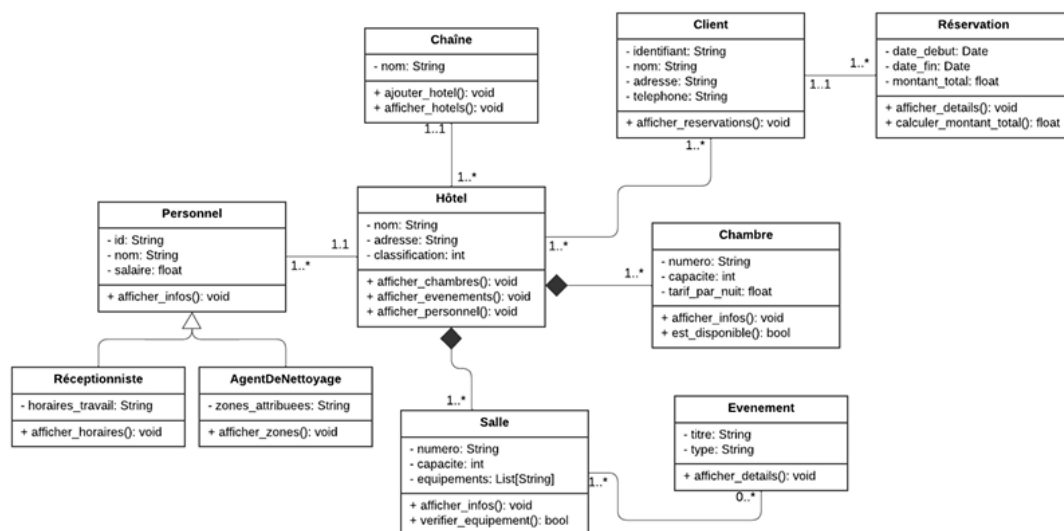 Chaîne
- nom: String
+ ajouter_hotel(): void
+ afficher_hotels(): void
1..1
1..*
Client
- identifiant: String
- nom: String
- adresse: String
- telephone: String
+ afficher_reservations(): void
1..*
1..1
1..*
Réservation
- date_debut: Date
- date_fin: Date
- montant_total: float
+ afficher_details(): void
+ calculer_montant_total(): float
Personnel
- id: String
- nom: String
- salaire: float
+ afficher_infos(): void
1..*
1.1
Hôtel
- nom: String
- adresse: String
- classification: int
+ afficher_chambres(): void
+ afficher_evenements(): void
+ afficher_personnel(): void
1..*
1..*
Chambre
- numero: String
- capacite: int
- tarif_par_nuit: float
+ afficher_infos(): void
+ est_disponible(): bool
Réceptionniste
- horaires_travail: String
+ afficher_horaires(): void
AgentDeNettoyage
- zones_attribuees: String
+ afficher_zones(): void
1..*
Salle
- numero: String
- capacite: int
- equipements: List[String]
+ afficher_infos(): void
+ verifier_equipement(): bool
1..*
Evenement
- titre: String
- type: String
+ afficher_details(): void
0..*